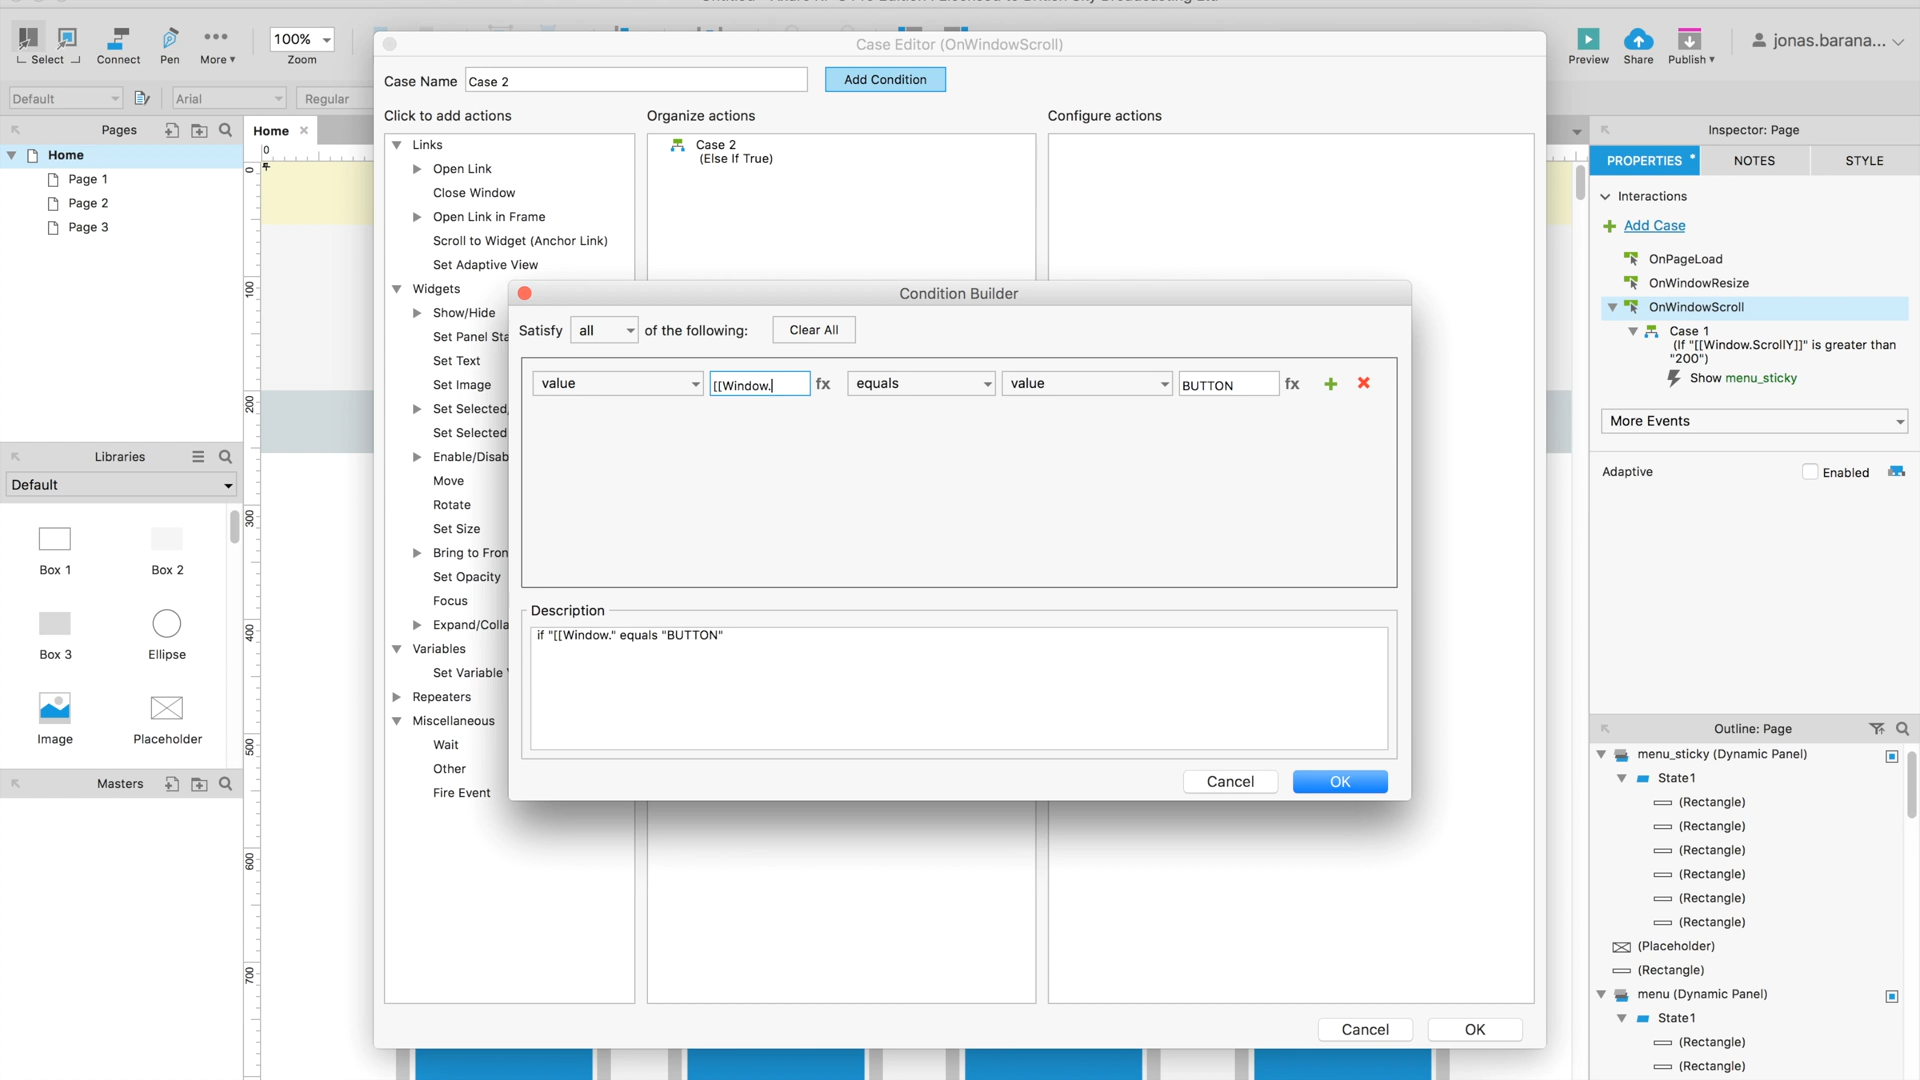 Select
Connect
Pen
More
100%
Zoom
Preview
Share
Publish
jonas.barana...
Default
Arial
Regular
Pages
Home
Page 1
Page 2
Page 3
Libraries
Default
Box 1
Box 2
Box 3
Ellipse
Image
Placeholder
Masters
Home
0
0
100
200
300
400
500
600
700
Case Editor (OnWindowScroll)
Case Name
Case 2
Add Condition
Click to add actions
Organize actions
Configure actions
Links
Open Link
Close Window
Open Link in Frame
Scroll to Widget (Anchor Link)
Set Adaptive View
Widgets
Show/Hide
Set Panel Sta
Set Text
Set Image
Set Selected,
Set Selected
Enable/Disab
Move
Rotate
Set Size
Bring to Fron
Set Opacity
Focus
Expand/Colla
Variables
Set Variable
Repeaters
Miscellaneous
Wait
Other
Fire Event
Case 2
(Else If True)
Condition Builder
Satisfy
all
of the following:
Clear All
value
[[Window.
fx
equals
value
BUTTON
fx
Description
if "[[Window." equals "BUTTON"
Cancel
OK
Cancel
OK
Inspector: Page
PROPERTIES *
NOTES
STYLE
Interactions
Add Case
OnPageLoad
OnWindowResize
OnWindowScroll
Case 1
(If "[[Window.ScrollY]]" is greater than
"200")
Show menu_sticky
More Events
Adaptive
Enabled
Outline: Page
menu_sticky (Dynamic Panel)
State1
(Rectangle)
(Rectangle)
(Rectangle)
(Rectangle)
(Rectangle)
(Rectangle)
(Placeholder)
(Rectangle)
menu (Dynamic Panel)
State1
(Rectangle)
(Rectangle)